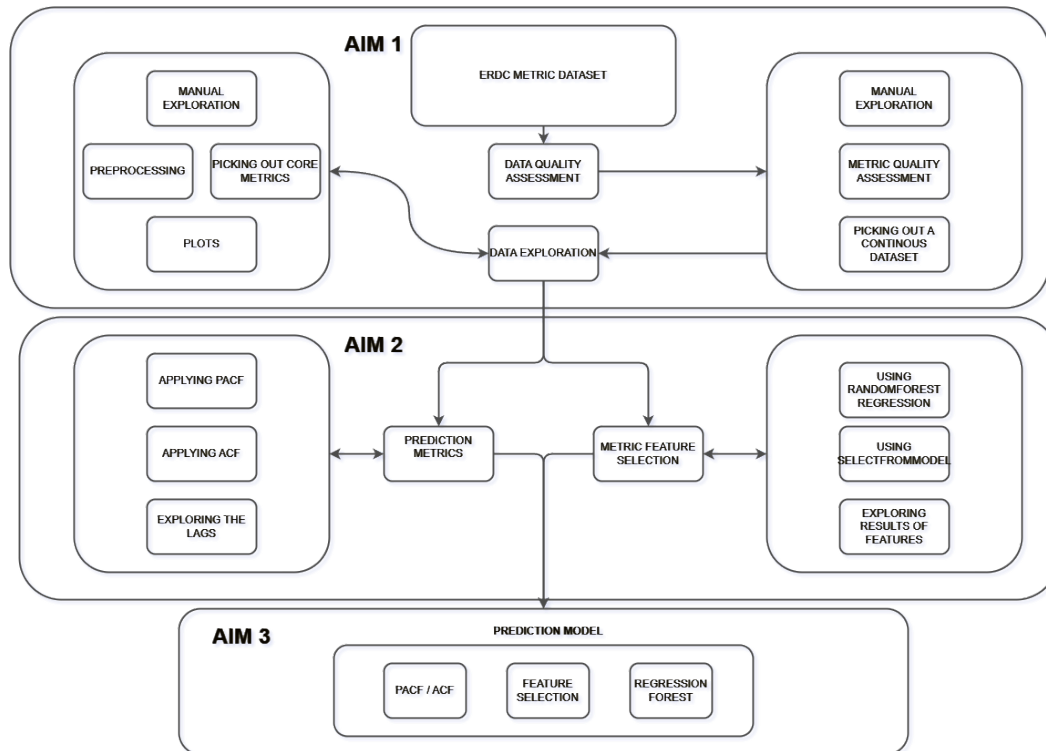 AIM 1
ERDC METRIC DATASET
MANUAL
EXPLORATION
PREPROCESSING
PICKING OUT CORE
METRICS
PLOTS
DATA QUALITY
ASSESSMENT
DATA EXPLORATION
MANUAL
EXPLORATION
METRIC QUALITY
ASSESSMENT
PICKING OUT A
CONTINOUS
DATASET
AIM 2
APPLYING PACF
APPLYING ACF
EXPLORING THE
LAGS
PREDICTION
METRICS
METRIC FEATURE
SELECTION
USING
RANDOMFOREST
REGRESSION
USING
SELECTFROMMODEL
EXPLORING
RESULTS OF
FEATURES
AIM 3
PREDICTION MODEL
PACF / ACF
FEATURE
SELECTION
REGRESSION
FOREST